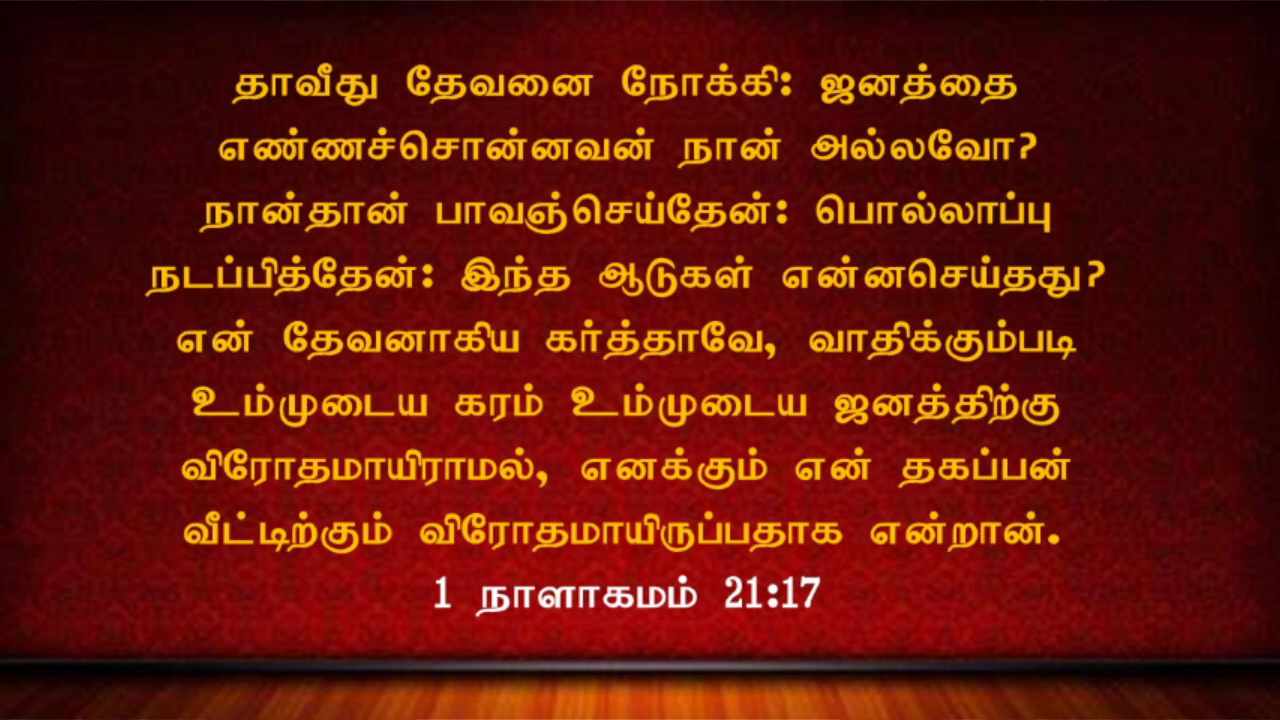 தாவீது தேவனை நோக்கி: ஜனத்தை
எண்ணச்சொன்னவன் நான் அல்லவோ?
நான்தான் பாவஞ்செய்தேன்: பொல்லாப்பு
நடப்பித்தேன்: இந்த ஆடுகள் என்னசெய்தது?
என் தேவனாகிய கர்த்தாவே, வாதிக்கும்படி
உம்முடைய கரம் உம்முடைய ஜனத்திற்கு
விரோதமாயிராமல், எனக்கும் என் தகப்பன்
வீட்டிற்கும் விரோதமாயிருப்பதாக என்றான்.
1 நாளாகமம் 21:17